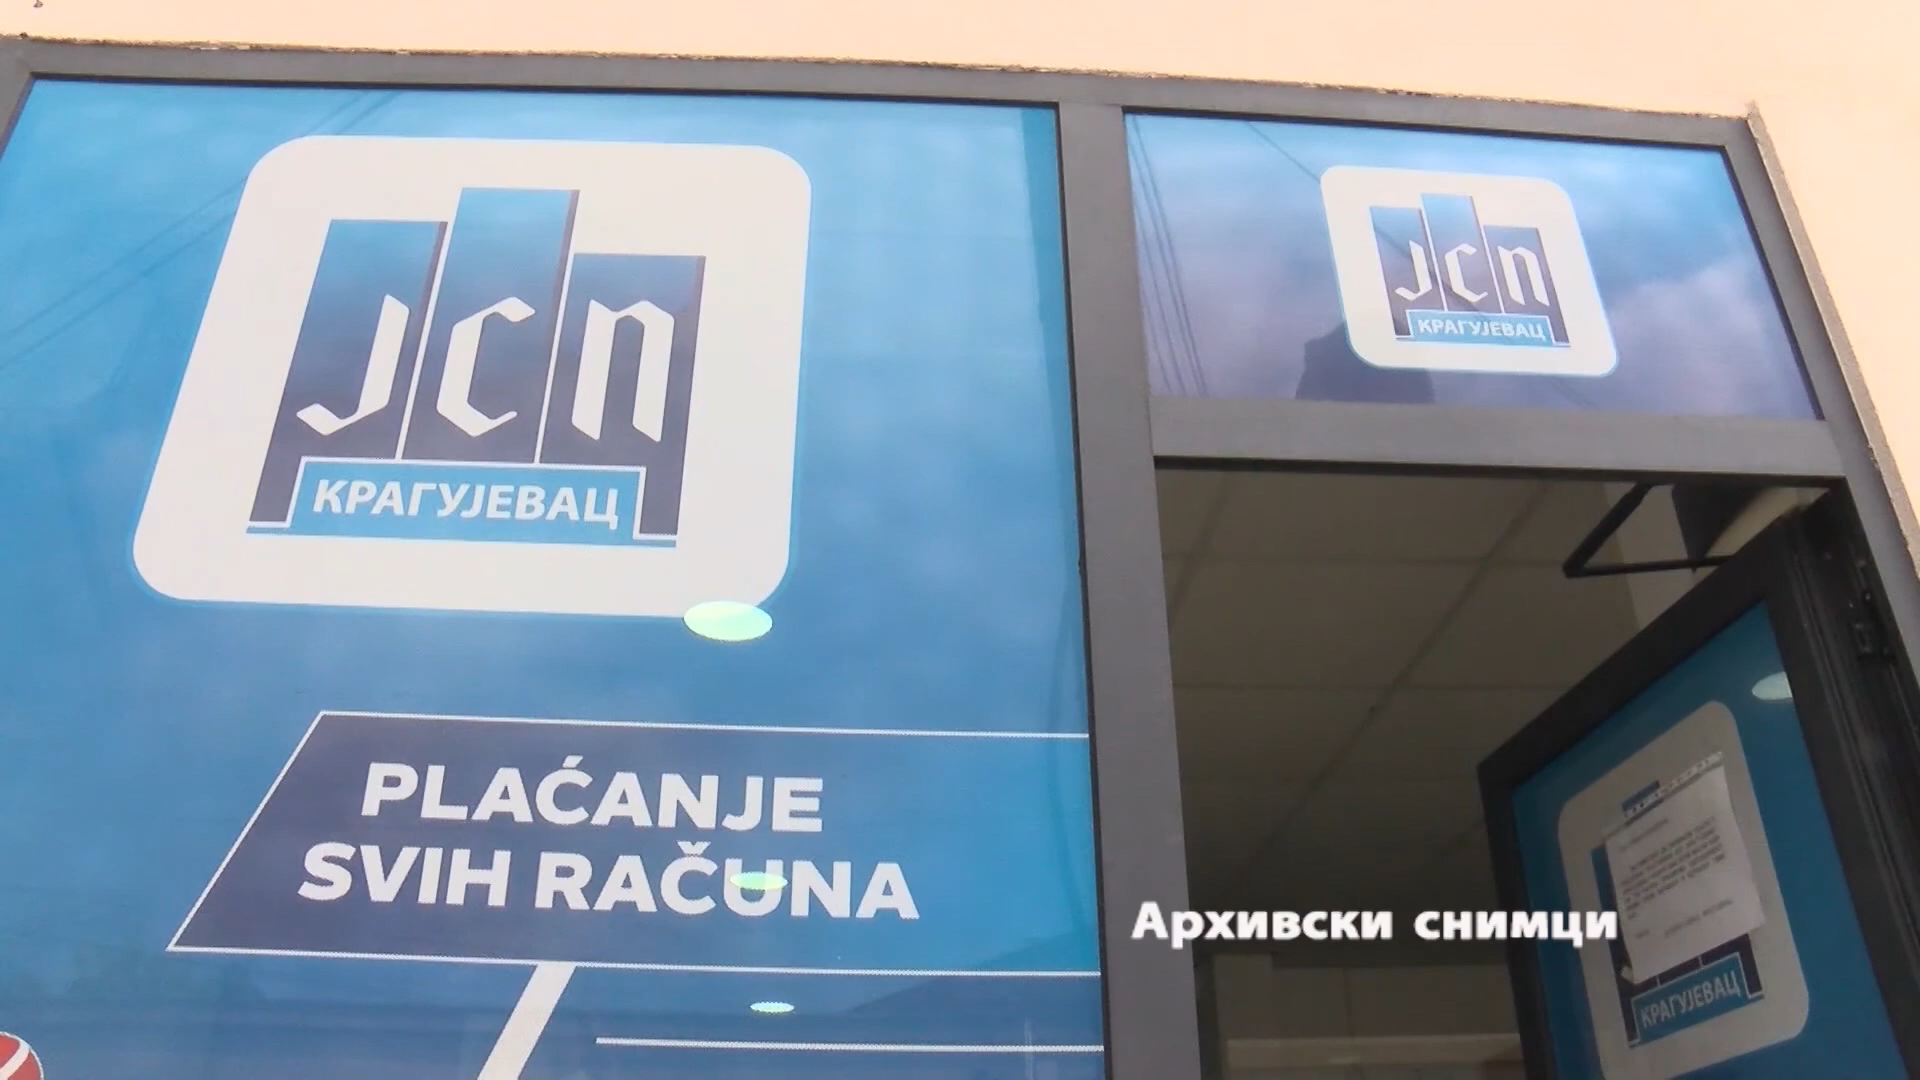 јсп
КРАГУЈЕВАЦ
PLAĆANJE
SVIH RAČUNA
јсп
КРАГУЈЕВАЦ
Архивски снимци
КРАГУЈЕВАЦ